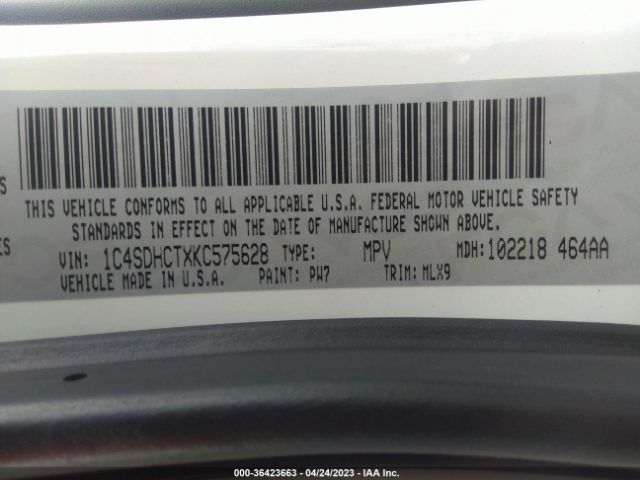 S
THIS VEHICLE CONFORMS TO ALL APPLICABLE U.S.A. FEDERAL MOTOR VEHICLE SAFETY
STANDARDS IN EFFECT ON THE DATE OF MANUFACTURE SHOWN ABOVE.
ES
VIN: 1C4SDHCTXKC575628 TYPE: MPV MDH:102218 464AA
VEHICLE MADE IN U.S.A. PAINT: PW7 TRIM: MLX9
000-36423663 - 04/24/2023 - IAA Inc.